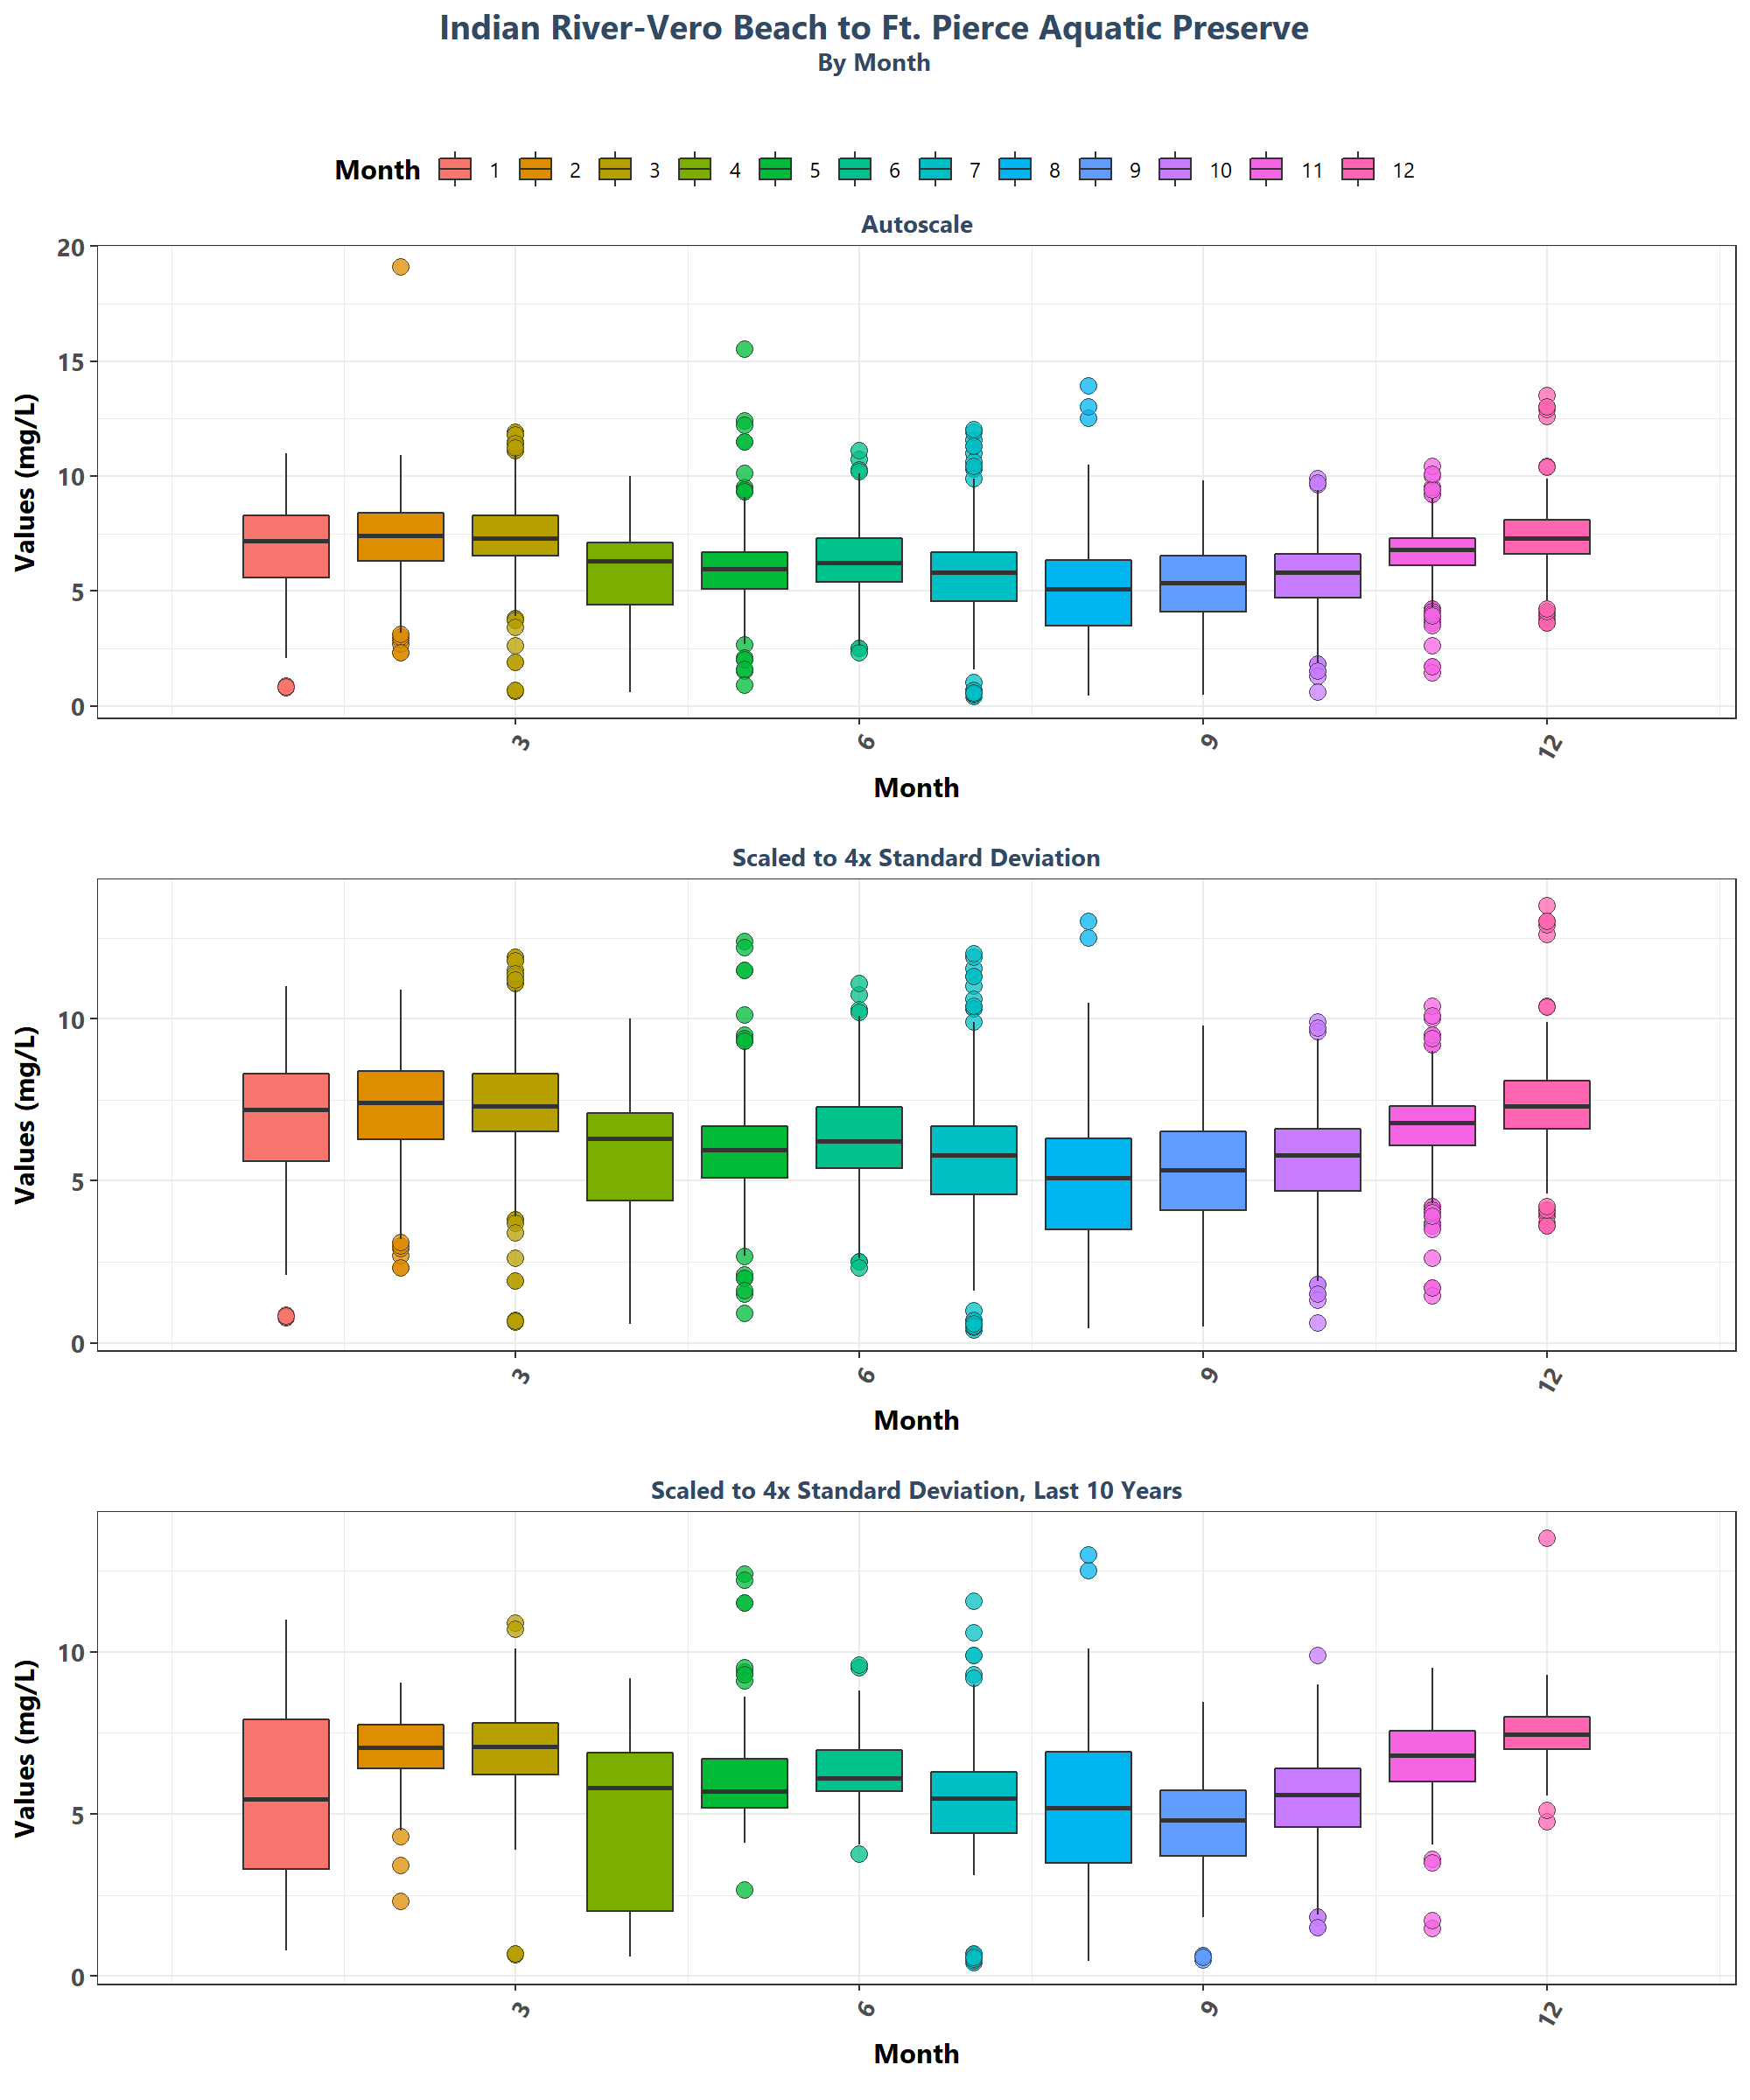 Indian River-Vero Beach to Ft. Pierce Aquatic Preserve
By Month
Month 1 2 3 4 5 6 7 8 9 10 11 12
Autoscale
Values (mg/L)
20
15
10
5
0
3 6 9 12
Month
Scaled to 4x Standard Deviation
Values (mg/L)
10
5
0
3 6 9 12
Month
Scaled to 4x Standard Deviation, Last 10 Years
Values (mg/L)
10
5
0
3 6 9 12
Month